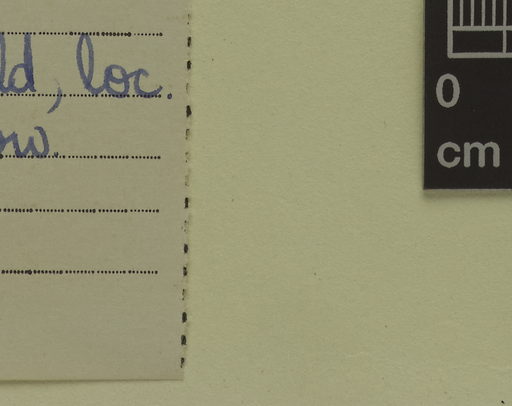 ld, loc.
ow.
0
cm